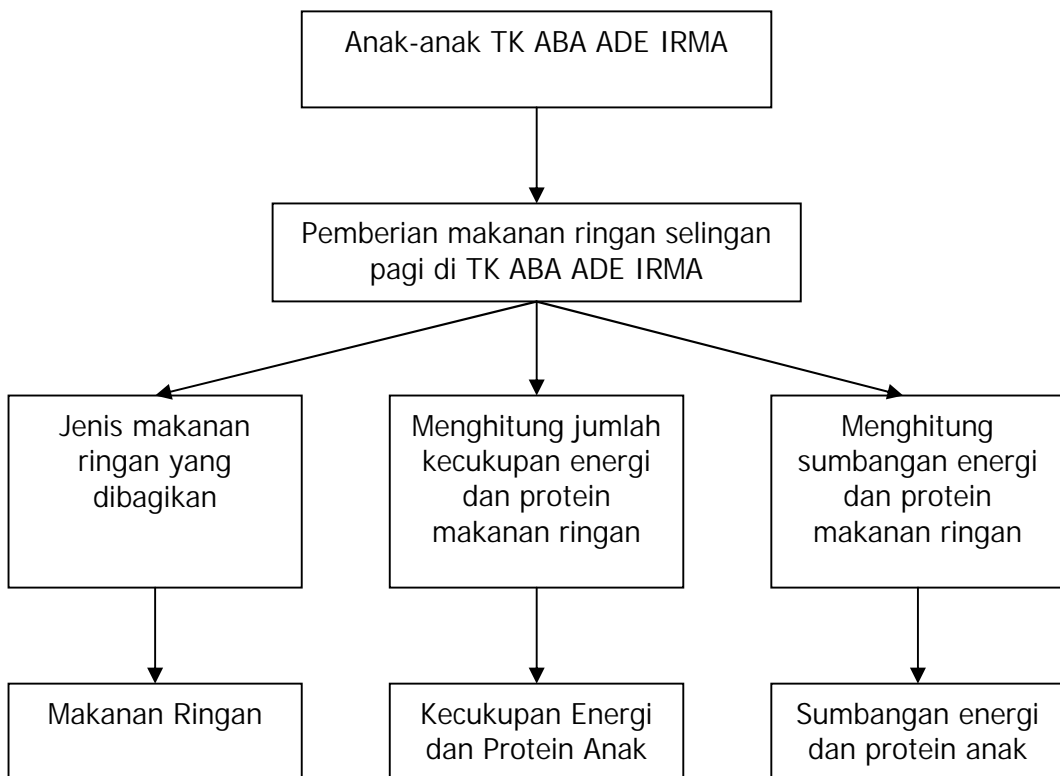 Anak-anak TK ABA ADE IRMA
Pemberian makanan ringan selingan
pagi di TK ABA ADE IRMA
Jenis makanan
ringan yang
dibagikan
Menghitung jumlah
kecukupan energi
dan protein
makanan ringan
Menghitung
sumbangan energi
dan protein
makanan ringan
Makanan Ringan
Kecukupan Energi
dan Protein Anak
Sumbangan energi
dan protein anak